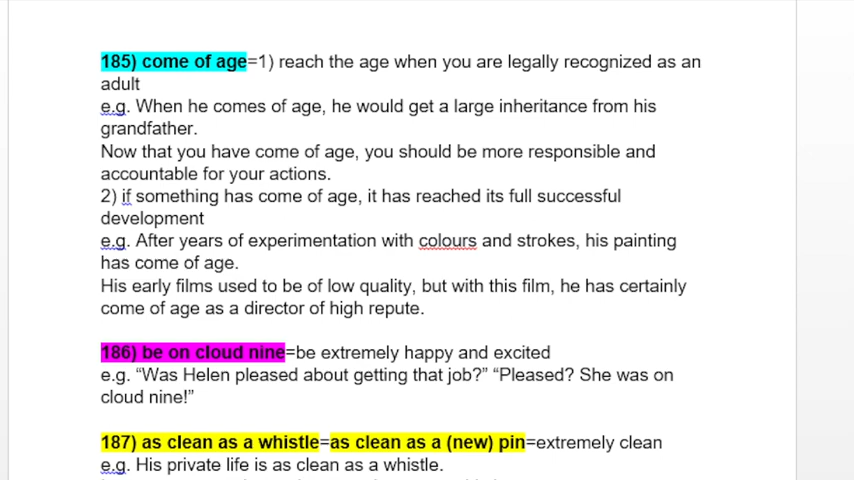 185) come of age=1) reach the age when you are legally recognized as an
adult
e.g. When he comes of age, he would get a large inheritance from his
grandfather.
Now that you have come of age, you should be more responsible and
accountable for your actions.
2) if something has come of age, it has reached its full successful
development
e.g. After years of experimentation with colours and strokes, his painting
has come of age.
His early films used to be of low quality, but with this film, he has certainly
come of age as a director of high repute.
186) be on cloud nine=be extremely happy and excited
e.g. “Was Helen pleased about getting that job?” “Pleased? She was on
cloud nine!”
187) as clean as a whistle=as clean as a (new) pin=extremely clean
e.g. His private life is as clean as a whistle.